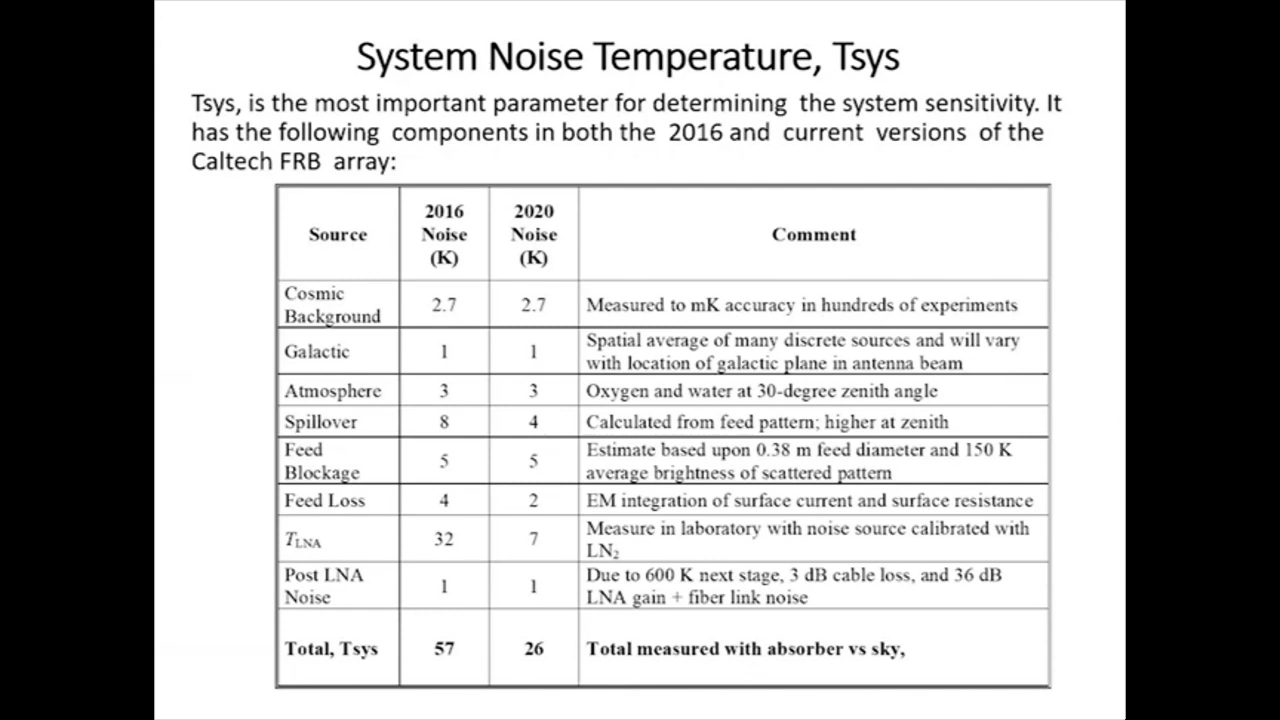 System Noise Temperature, Tsys
Tsys, is the most important parameter for determining the system sensitivity. It
has the following components in both the 2016 and current versions of the
Caltech FRB array:
Source
2016
Noise
(K)
2020
Noise
(K)
Comment
Cosmic
Background
2.7
2.7
Measured to mK accuracy in hundreds of experiments
Galactic
1
1
Spatial average of many discrete sources and will vary
with location of galactic plane in antenna beam
Atmosphere
3
3
Oxygen and water at 30-degree zenith angle
Spillover
8
4
Calculated from feed pattern; higher at zenith
Feed
Blockage
5
5
Estimate based upon 0.38 m feed diameter and 150 K
average brightness of scattered pattern
Feed Loss
4
2
EM integration of surface current and surface resistance
TLNA
32
7
Measure in laboratory with noise source calibrated with
LN₂
Post LNA
Noise
1
1
Due to 600 K next stage, 3 dB cable loss, and 36 dB
LNA gain + fiber link noise
Total, Tsys
57
26
Total measured with absorber vs sky,